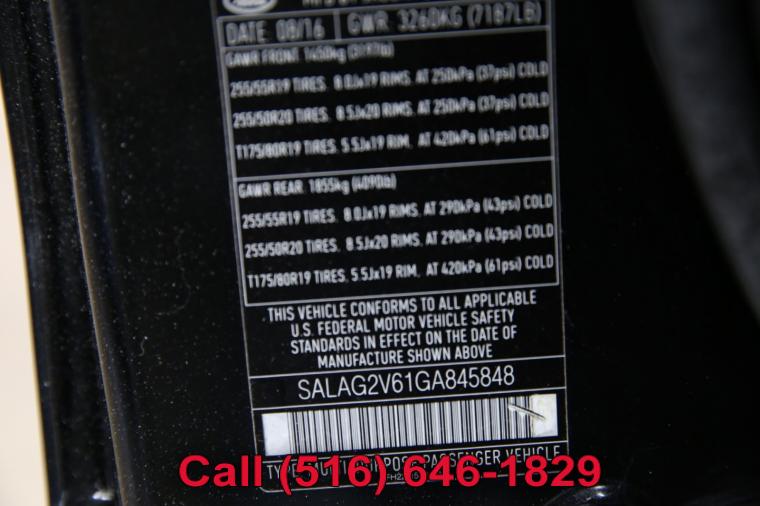 DATE 08/16 GWR 3260KG (7187LB)
GAWR FRONT 1450kg (3197lb)
255/55R19 TIRES. 8.0Jx19 RIMS. AT 250kPa (37psi) COLD
255/50R20 TIRES. 8.5Jx20 RIMS. AT 250kPa (37psi) COLD
T175/80R19 TIRES. 5.5Jx19 RIM. AT 420kPa (61psi) COLD
GAWR REAR 1855kg (4090lb)
255/55R19 TIRES. 8.0Jx19 RIMS. AT 290kPa (43psi) COLD
255/50R20 TIRES. 8.5Jx20 RIMS. AT 290kPa (43psi) COLD
T175/80R19 TIRES. 5.5Jx19 RIM. AT 420kPa (61psi) COLD
THIS VEHICLE CONFORMS TO ALL APPLICABLE
U.S. FEDERAL MOTOR VEHICLE SAFETY
STANDARDS IN EFFECT ON THE DATE OF
MANUFACTURE SHOWN ABOVE
SALAG2V61GA845848
PASSENGER VEHICLE
Call (516) 646-1829